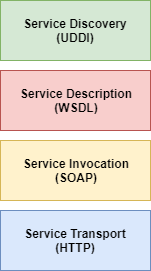 Service Discovery
(UDDI)
Service Description
(WSDL)
Service Invocation
(SOAP)
Service Transport
(HTTP)